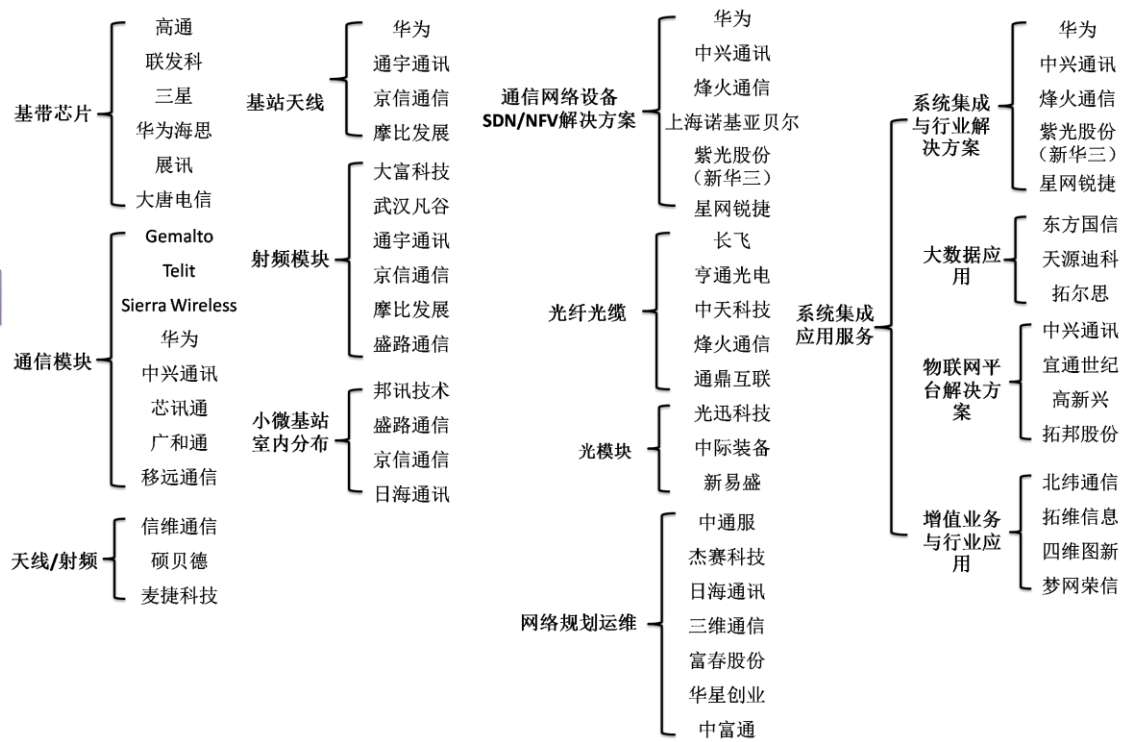 基带芯片
高通
联发科
三星
华为海思
展讯
大唐电信
通信模块
Gemalto
Telit
Sierra Wireless
华为
中兴通讯
芯讯通
广和通
移远通信
天线/射频
信维通信
硕贝德
麦捷科技
基站天线
华为
通宇通讯
京信通信
摩比发展
射频模块
大富科技
武汉凡谷
通宇通讯
京信通信
摩比发展
盛路通信
小微基站
室内分布
邦讯技术
盛路通信
京信通信
日海通讯
通信网络设备
SDN/NFV解决方案
华为
中兴通讯
烽火通信
上海诺基亚贝尔
紫光股份
（新华三）
星网锐捷
光纤光缆
长飞
亨通光电
中天科技
烽火通信
通鼎互联
光模块
光迅科技
中际装备
新易盛
网络规划运维
中通服
杰赛科技
日海通讯
三维通信
富春股份
华星创业
中富通
系统集成
应用服务
系统集成
与行业解
决方案
华为
中兴通讯
烽火通信
紫光股份
（新华三）
星网锐捷
大数据应
用
东方国信
天源迪科
拓尔思
物联网平
台解决方
案
中兴通讯
宜通世纪
高新兴
拓邦股份
增值业务
与行业应
用
北纬通信
拓维信息
四维图新
梦网荣信